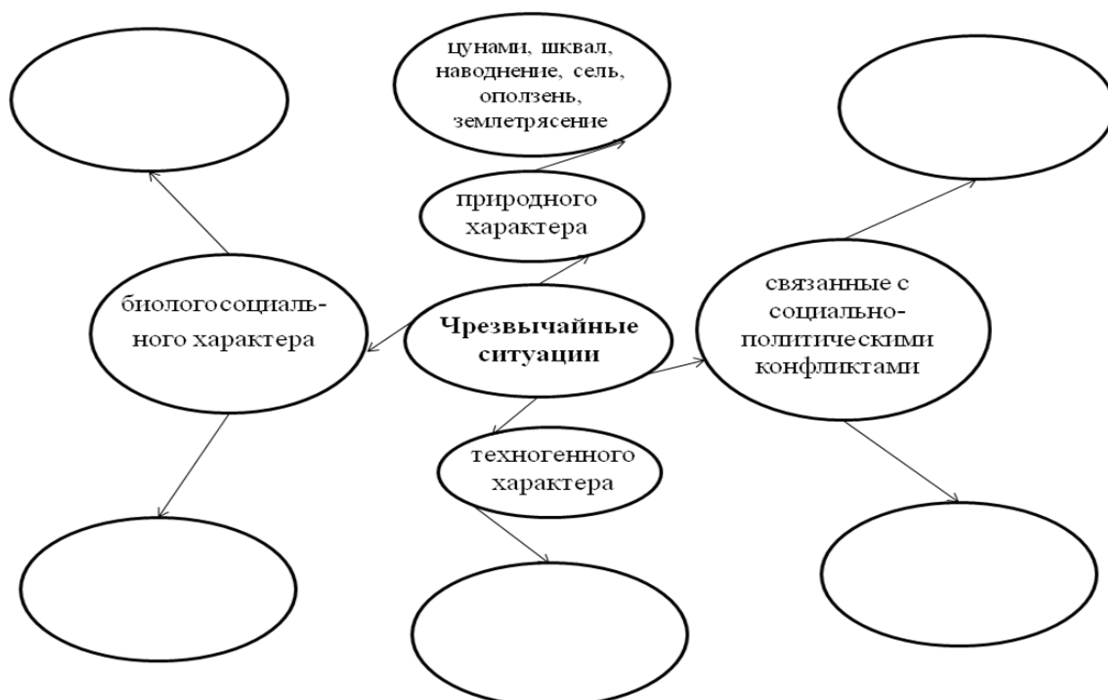 цунами, шквал,
наводнение, сель,
оползень,
землетрясение
природного
характера
биологосоциаль-
ного характера
Чрезвычайные
ситуации
связанные с
социально-
политическими
конфликтами
техногенного
характера